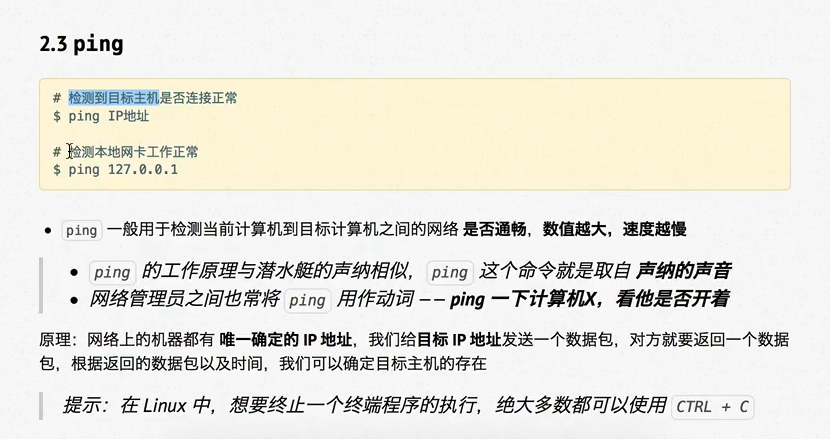 2.3 ping
# 检测到目标主机是否连接正常
$ ping IP地址
# 检测本地网卡工作正常
$ ping 127.0.0.1
• ping 一般用于检测当前计算机到目标计算机之间的网络 是否通畅，数值越大，速度越慢
• ping 的工作原理与潜水艇的声纳相似，ping 这个命令就是取自 声纳的声音
• 网络管理员之间也常将 ping 用作动词 —— ping 一下计算机X，看他是否开着
原理：网络上的机器都有 唯一确定的 IP 地址，我们给目标 IP 地址发送一个数据包，对方就要返回一个数据
包，根据返回的数据包以及时间，我们可以确定目标主机的存在
提示：在 Linux 中，想要终止一个终端程序的执行，绝大多数都可以使用 CTRL + C